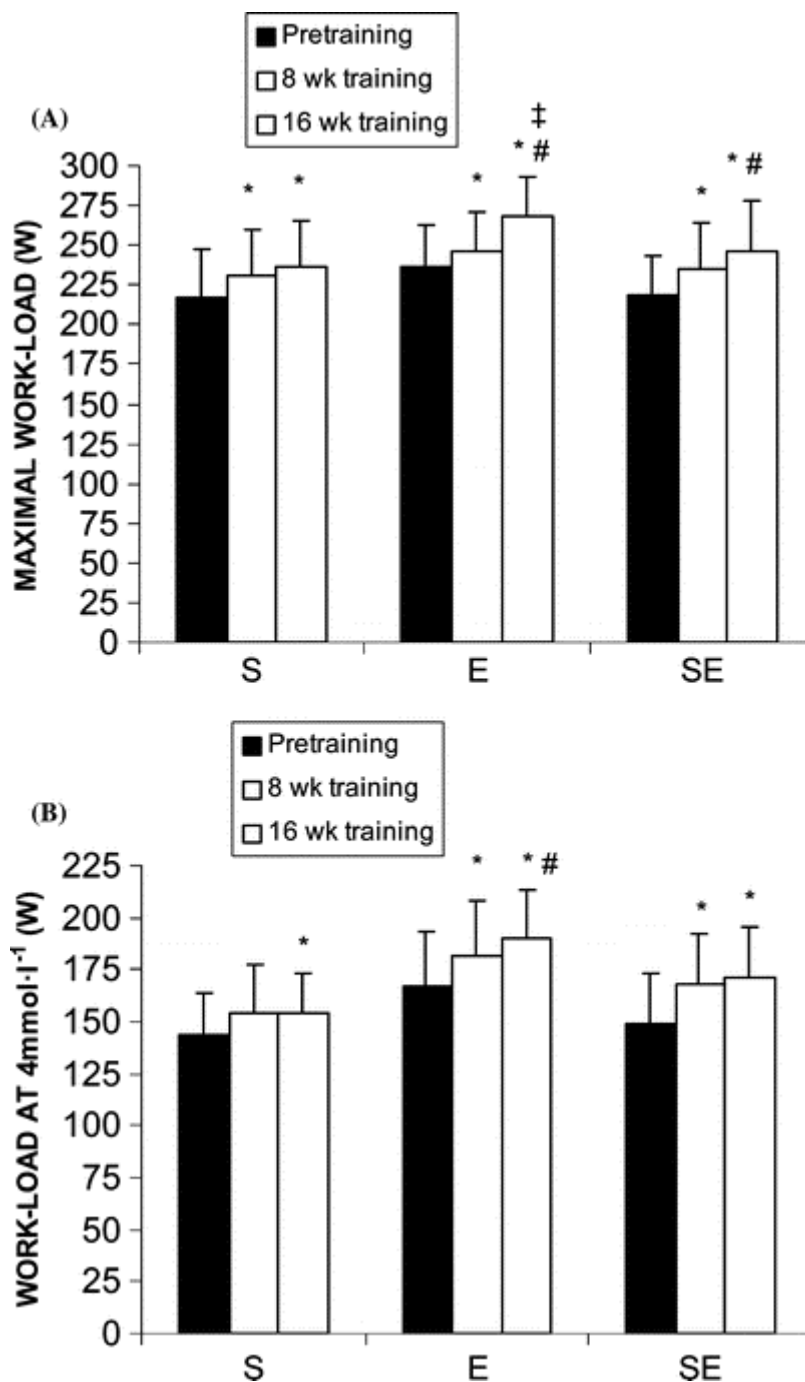 Pretraining
8 wk training
16 wk training
(A)
‡
* * * * # * * #
MAXIMAL WORK-LOAD (W)
300
275
250
225
200
175
150
125
100
75
50
25
0
S E SE
Pretraining
8 wk training
16 wk training
(B)
* * * # * *
WORK-LOAD AT 4mmol·l⁻¹ (W)
225
200
175
150
125
100
75
50
25
0
S E SE